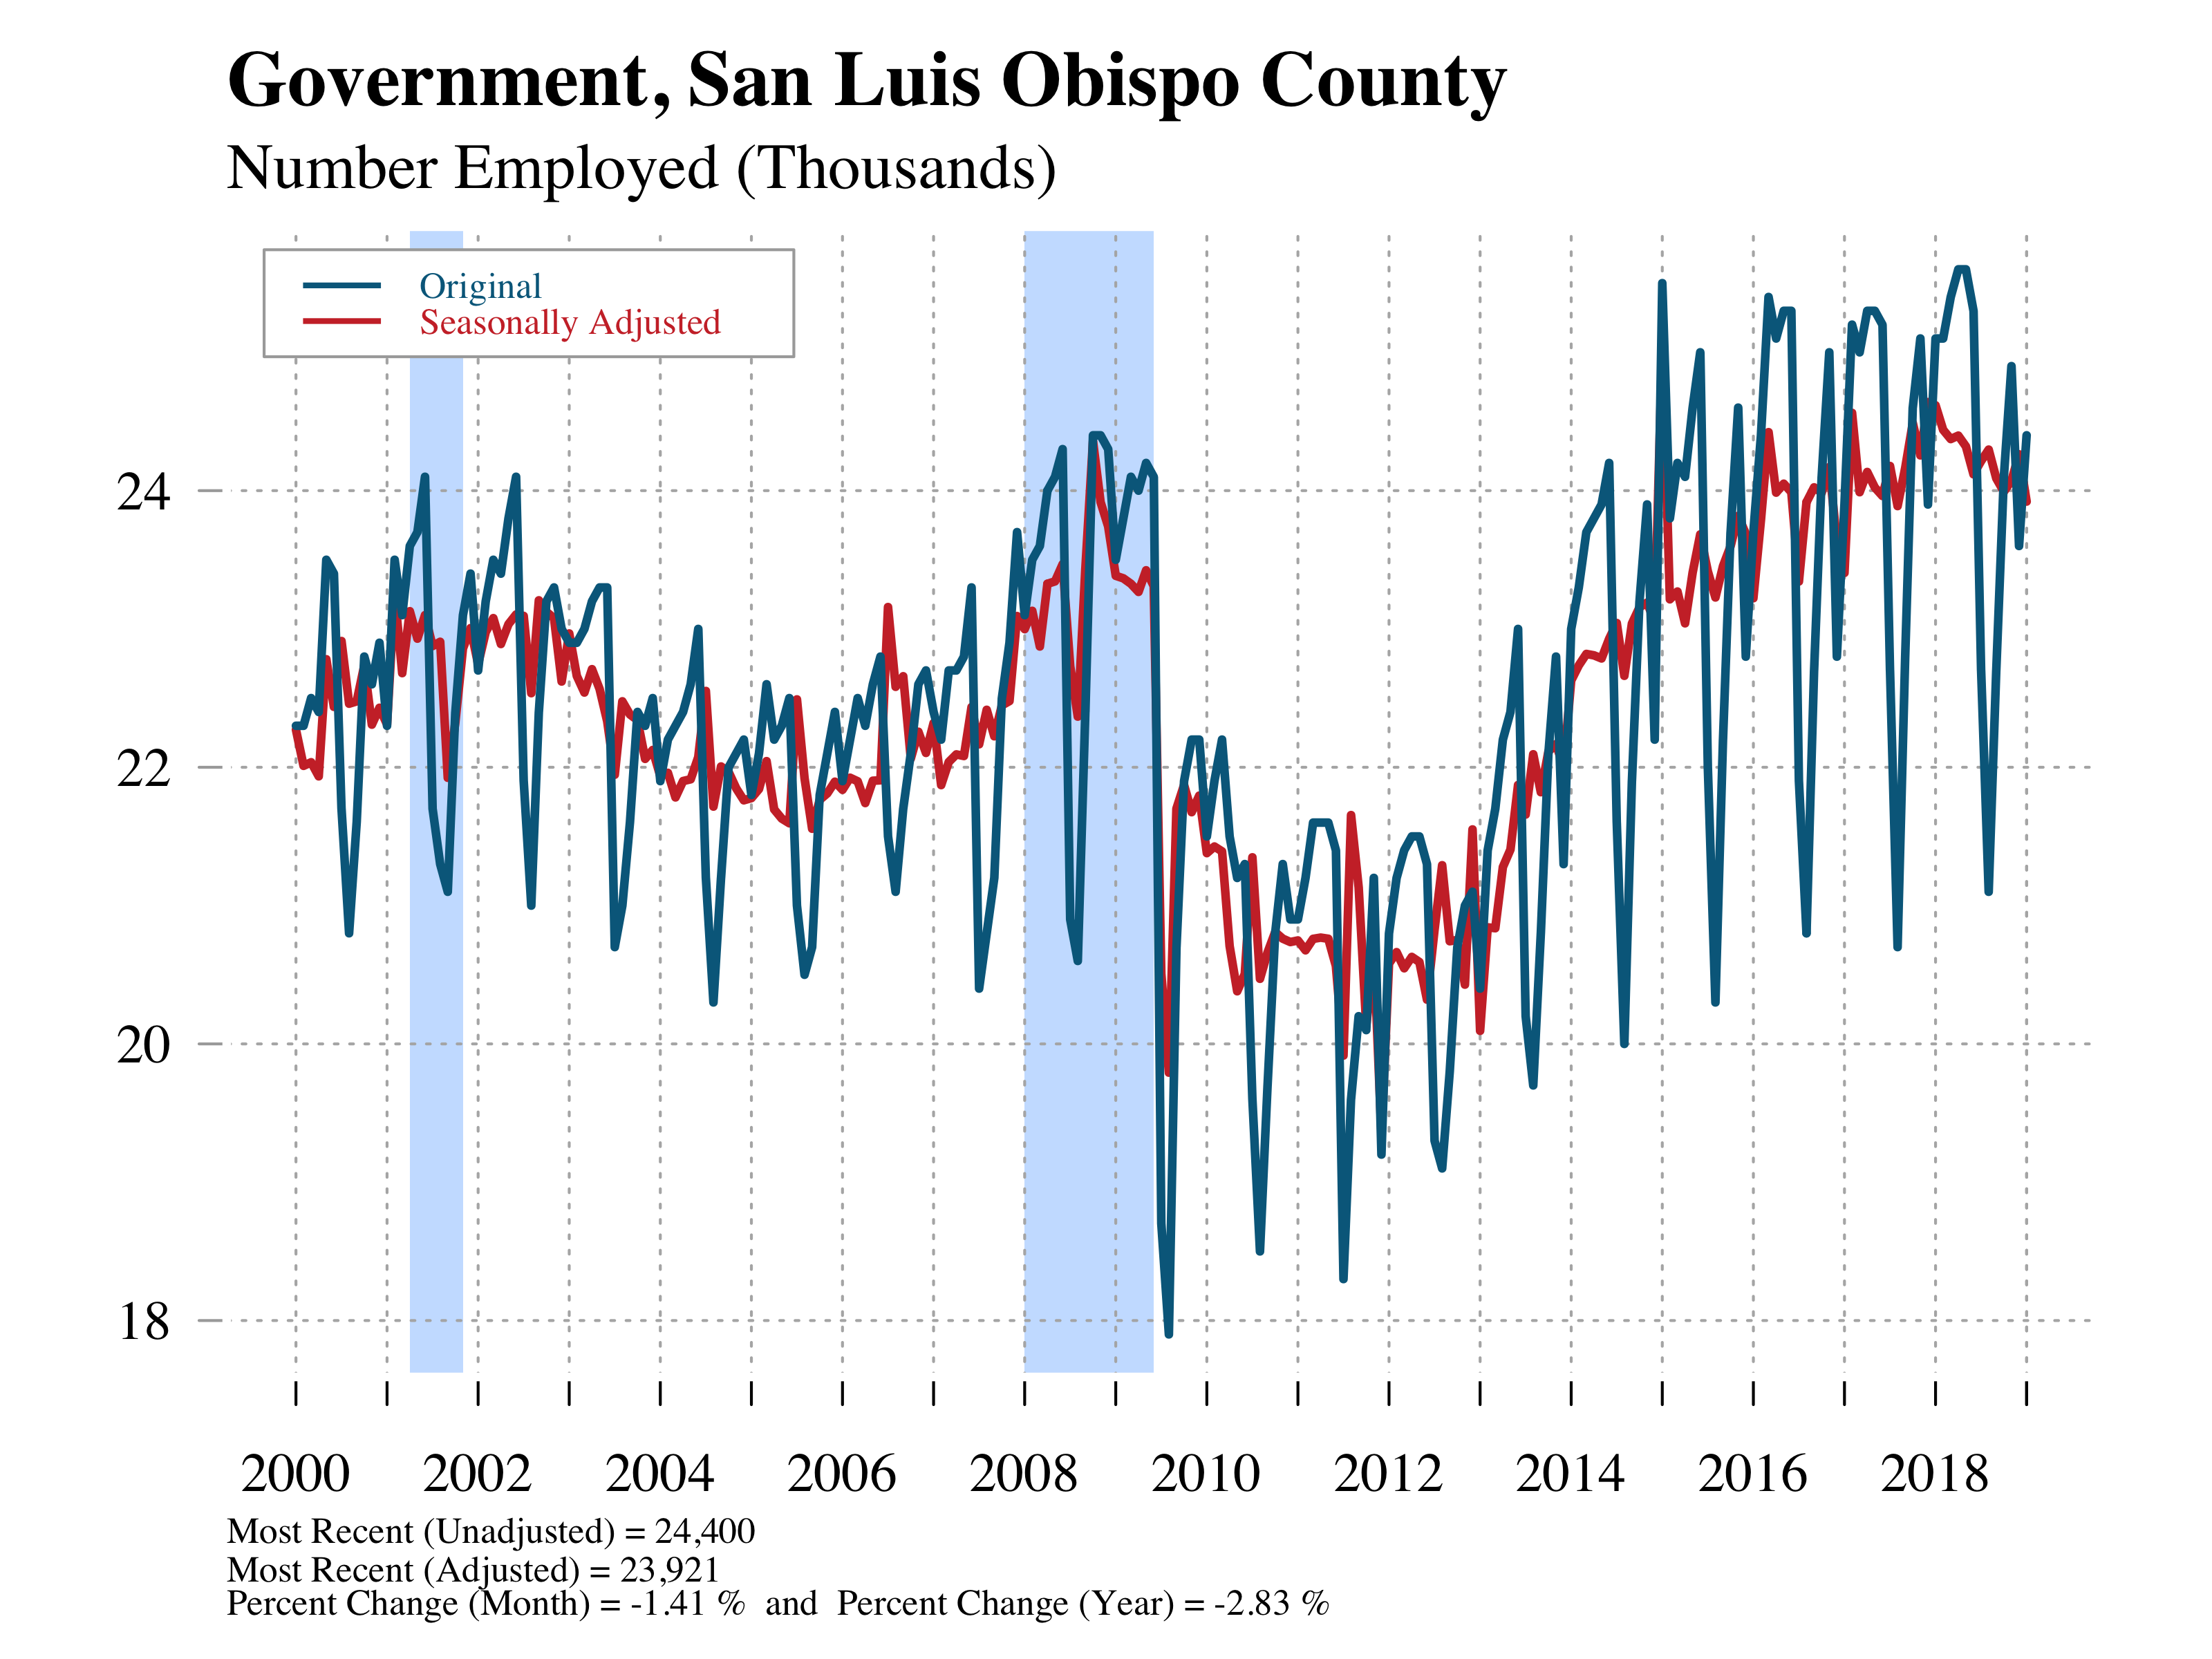 Government, San Luis Obispo County
Number Employed (Thousands)
Original
Seasonally Adjusted
24
22
20
18
2000 2002 2004 2006 2008 2010 2012 2014 2016 2018
Most Recent (Unadjusted) = 24,400
Most Recent (Adjusted) = 23,921
Percent Change (Month) = -1.41 % and Percent Change (Year) = -2.83 %